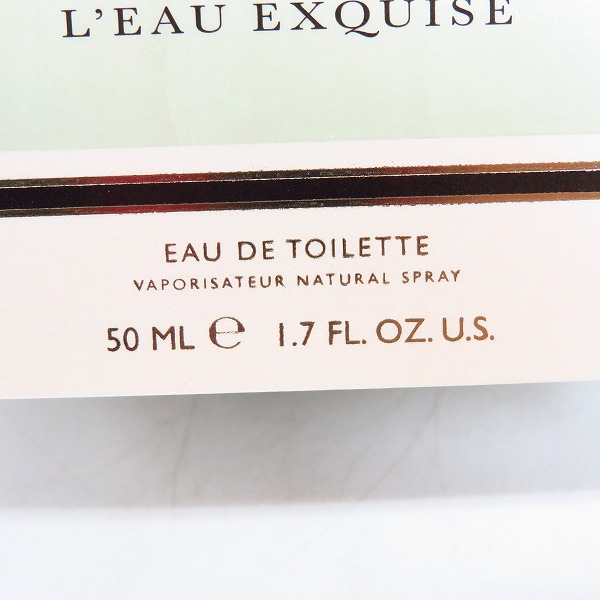 L'EAU EXQUISE
EAU DE TOILETTE
VAPORISATEUR NATURAL SPRAY
50 ML ℮ 1.7 FL. OZ. U.S.